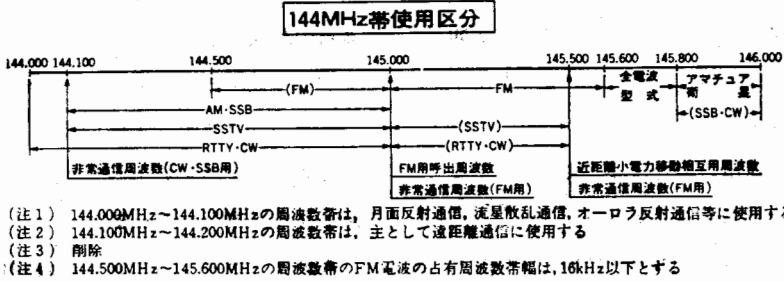 144MHz帯使用区分
144.000 144.100 144.500 145.000 145.500 145.600 145.800 146.000
(FM) FM 全電波型式 アマチュア衛星
AM・SSB (SSB・CW)
SSTV (SSTV)
RTTY・CW (RTTY・CW)
非常通信周波数(CW・SSB用) FM用呼出周波数 近距離小電力移動相互用周波数
非常通信周波数(FM用) 非常通信周波数(FM用)
(注1) 144.000MHz~144.100MHzの周波数帯は,月面反射通信,流星散乱通信,オーロラ反射通信等に使用する
(注2) 144.100MHz~144.200MHzの周波数帯は,主として遠距離通信に使用する
(注3) 削除
(注4) 144.500MHz~145.600MHzの周波数帯のFM電波の占有周波数帯幅は,16kHz以下とする